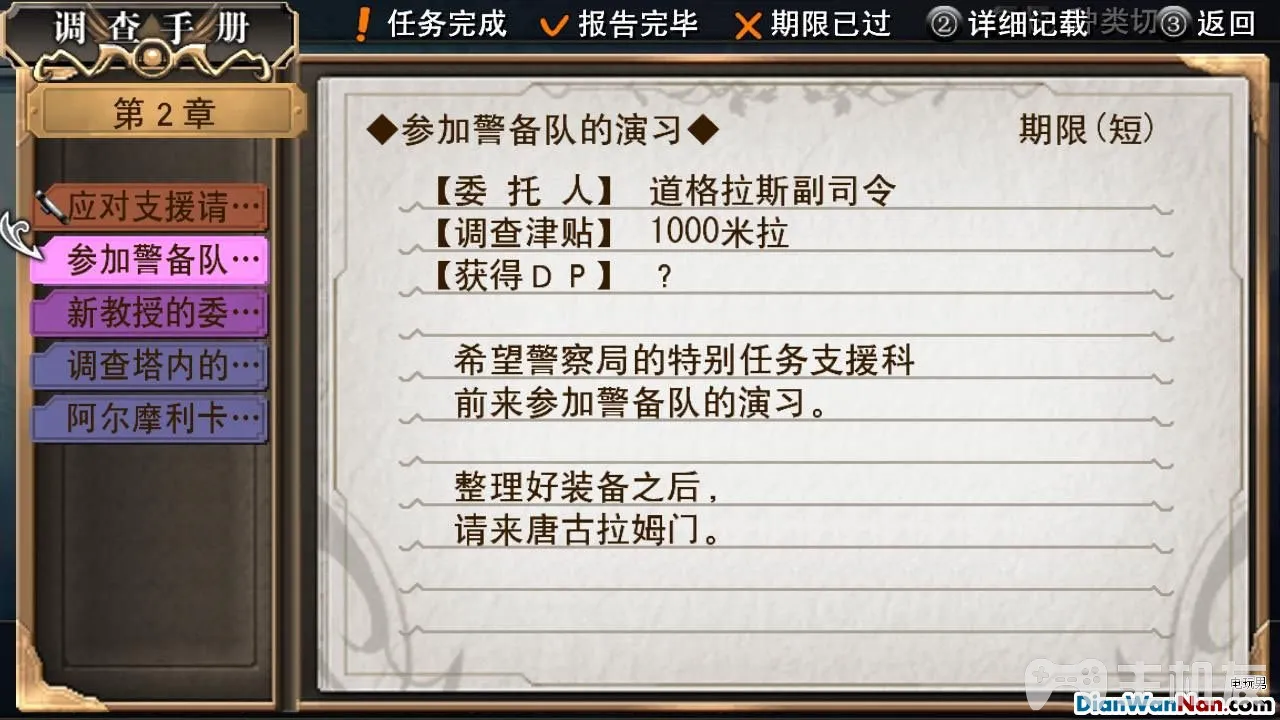 调查手册
! 任务完成 ✓ 报告完毕 ✕ 期限已过 ② 详细记载 ③ 返回
第2章
◆参加警备队的演习◆ 期限(短)
应对支援请…
参加警备队…
新教授的委…
调查塔内的…
阿尔摩利卡…
【委 托 人】 道格拉斯副司令
【调查津贴】 1000米拉
【获得DP】 ?
希望警察局的特别任务支援科
前来参加警备队的演习。
整理好装备之后,
请来唐古拉姆门。
电玩男
DianWanNan.com